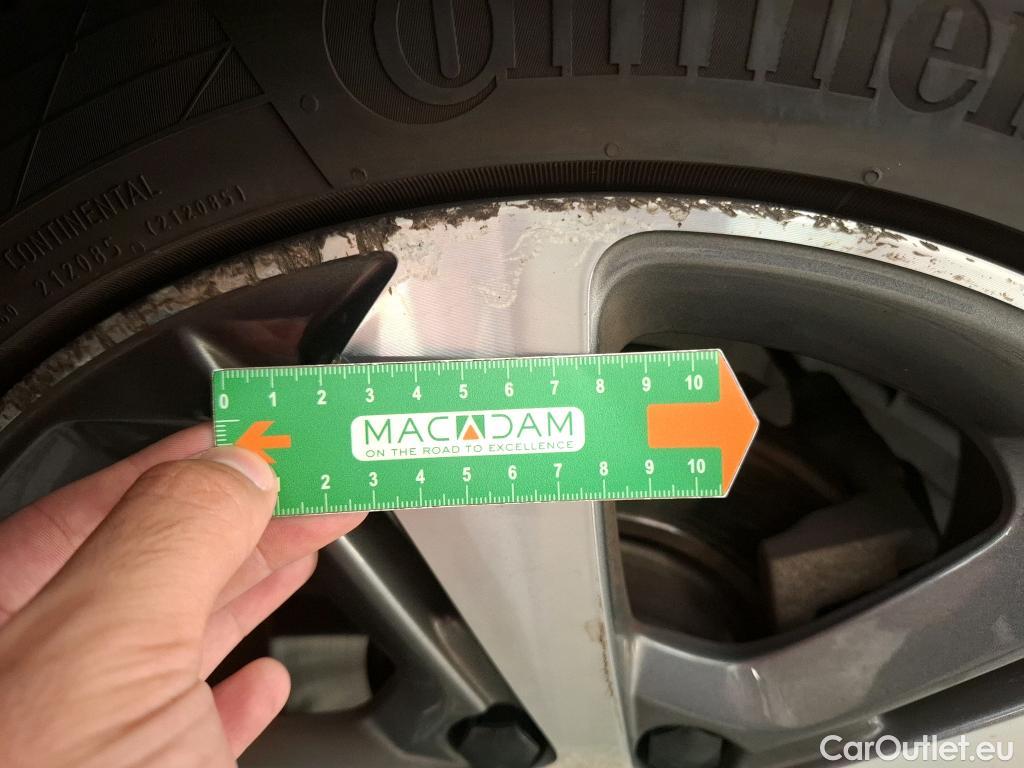 CONTINENTAL
212085 (212085)
0 1 2 3 4 5 6 7 8 9 10
MACADAM
ON THE ROAD TO EXCELLENCE
2 3 4 5 6 7 8 9 10
CarOutlet.eu